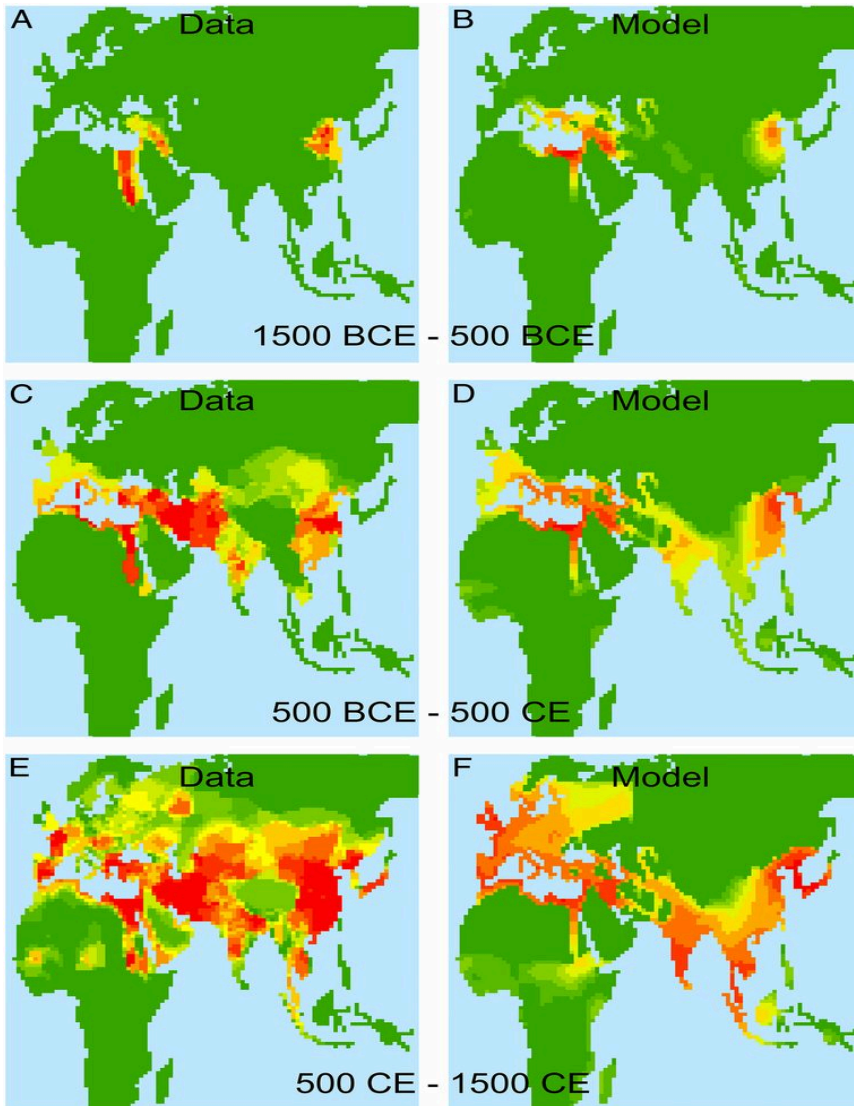 A Data B Model
1500 BCE - 500 BCE
C Data D Model
500 BCE - 500 CE
E Data F Model
500 CE - 1500 CE